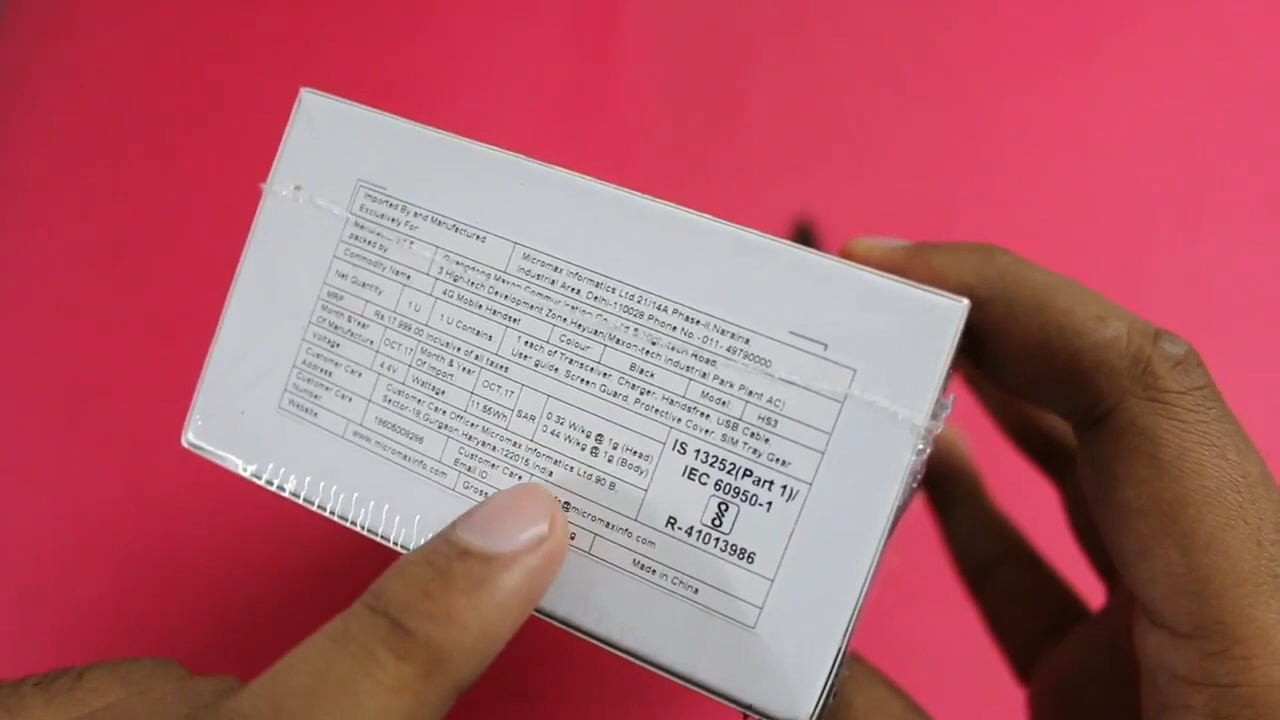 Imported By and Manufactured
Exclusively For
Micromax Informatics Ltd.21/14A Phase-II,Naraina,
Industrial Area, Delhi-110028 Phone No.-011- 49790000
packed by
Guangdong Maxon Communication
3 High-tech Development Zone,Heyuan(Maxon-tech Industrial Park Plant AC)
Commodity Name
4G Mobile Handset
Colour:
Black
Model:
HS3
Net Quantity:
1 U
1 U Contains
1 each of Transceiver, Charger, Handsfree, USB Cable,
User guide, Screen Guard, Protective Cover, SIM Tray Gear
MRP
Rs.17,999.00 Inclusive of all taxes
Month &Year
Of Manufacture
OCT,17
Month & Year
Of Import
OCT,17
SAR
0.32 W/kg @ 1g (Head)
0.44 W/kg @ 1g (Body)
IS 13252(Part 1)/
IEC 60950-1
R-41013986
Voltage
4.4V
Wattage
11.55Wh
Customer Care
Address
Customer Care Officer,Micromax Informatics Ltd.90 B,
Sector-18,Gurgaon,Haryana-122015,India
Customer Care
Number
18605008286
Customer Care
Email ID
@micromaxinfo.com
Website
www.micromaxinfo.com
Gross
g
Made in China